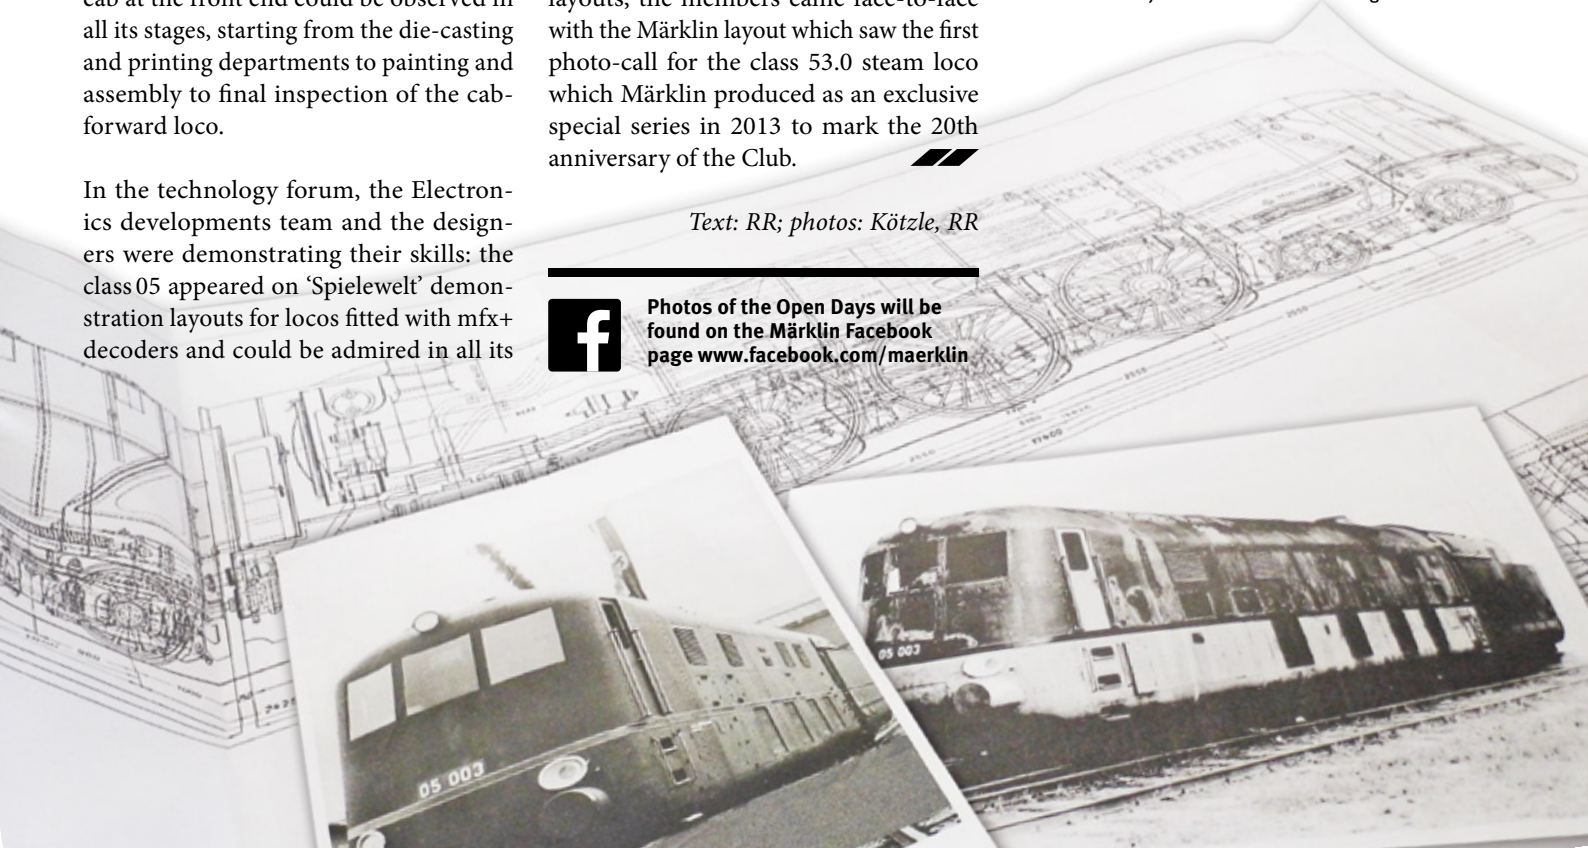 cab at the front end could be observed in
all its stages, starting from the die-casting
and printing departments to painting and
assembly to final inspection of the cab-
forward loco.
In the technology forum, the Electron-
ics developments team and the design-
ers were demonstrating their skills: the
class 05 appeared on ‘Spielewelt’ demon-
stration layouts for locos fitted with mfx+
decoders and could be admired in all its
layouts, the members came face-to-face
with the Märklin layout which saw the first
photo-call for the class 53.0 steam loco
which Märklin produced as an exclusive
special series in 2013 to mark the 20th
anniversary of the Club.
Text: RR; photos: Kötzle, RR
Photos of the Open Days will be
found on the Märklin Facebook
page www.facebook.com/maerklin
2550
2550
2550
05 003
05 003